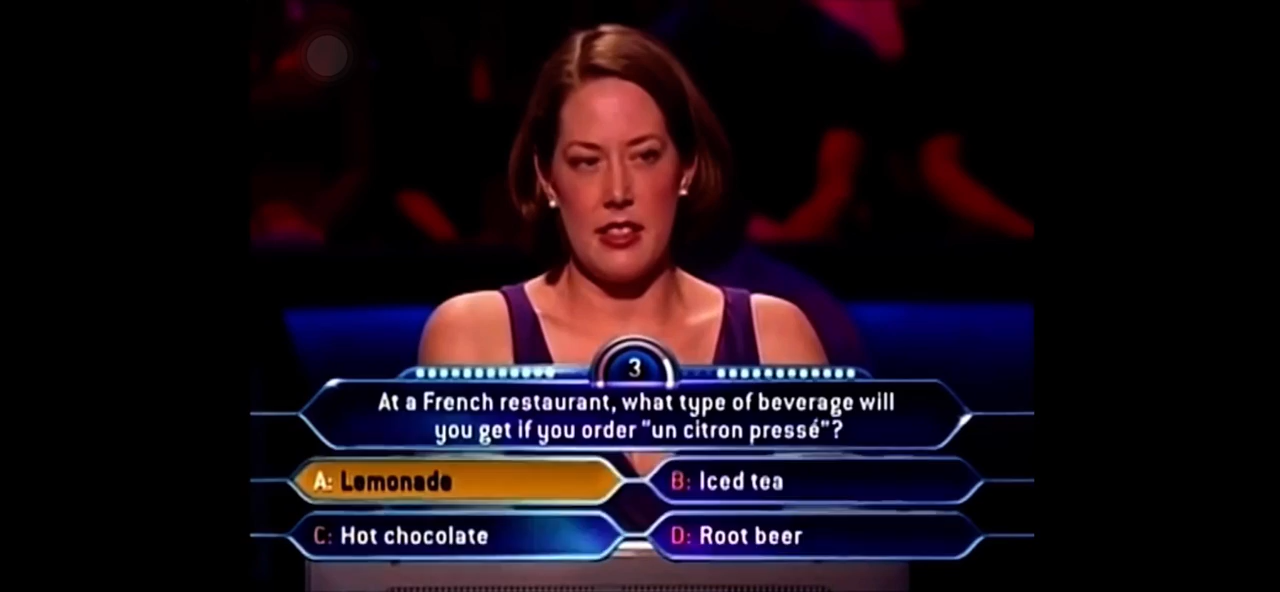 3
At a French restaurant, what type of beverage will
you get if you order "un citron pressé"?
A: Lemonade
B: Iced tea
C: Hot chocolate
D: Root beer